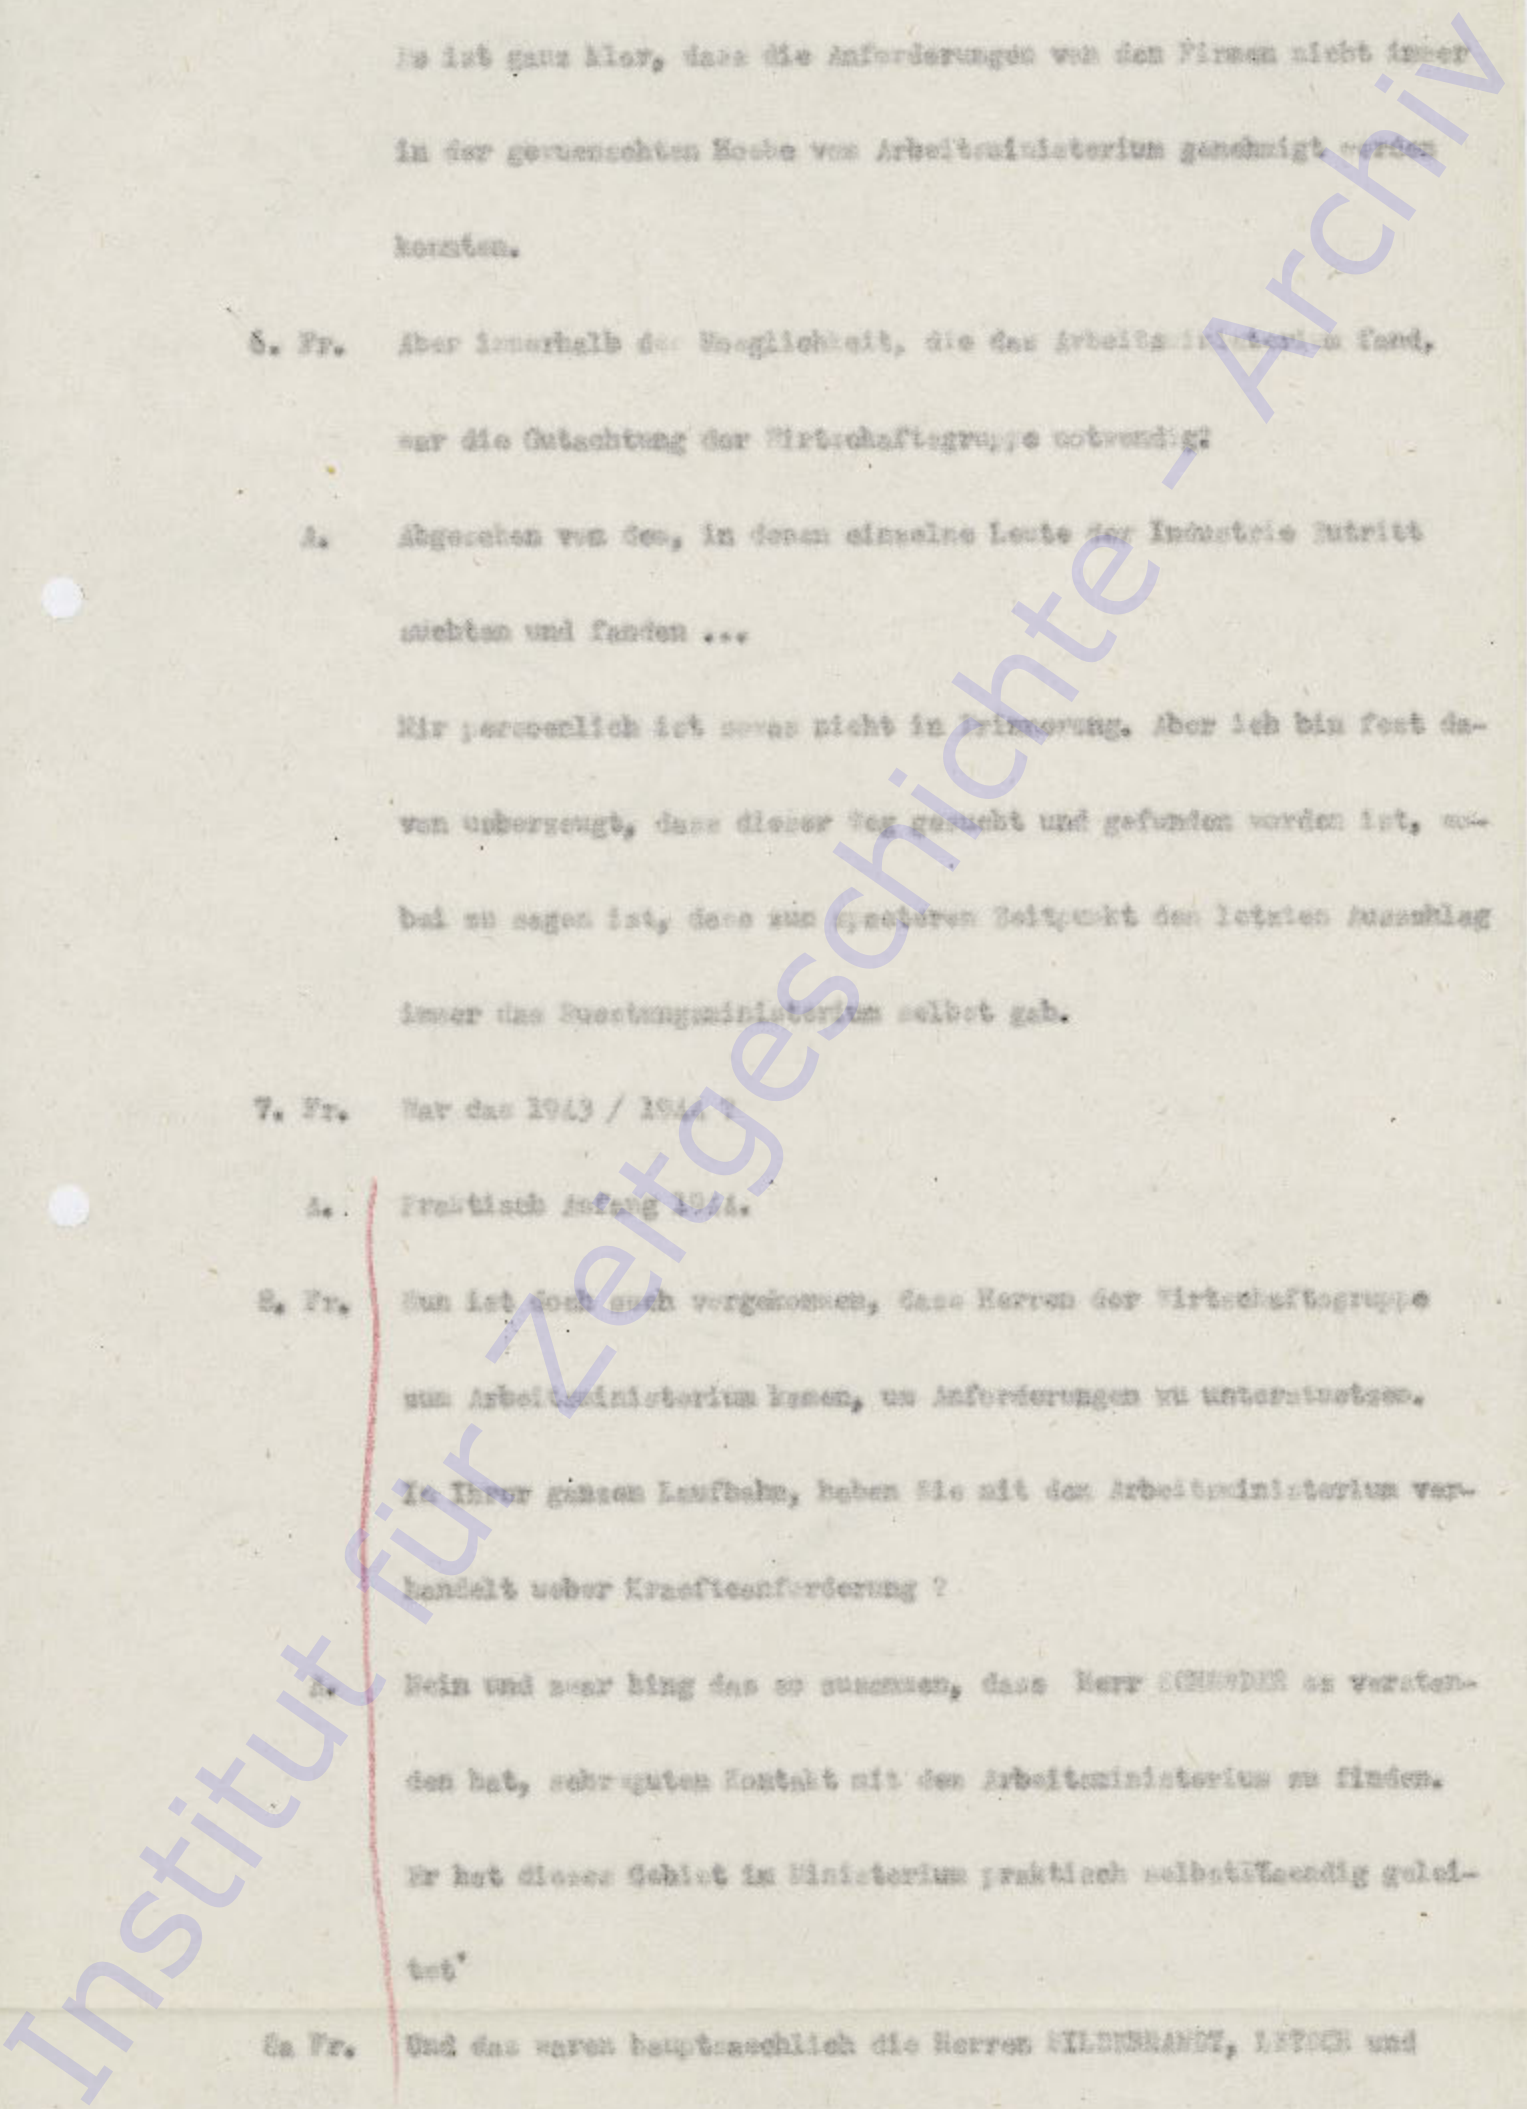 Es ist ganz klar, dass die Anforderungen von den Firmen nicht immer
in der gewuenschten Hoehe vom Arbeitsministerium genehmigt werden
konnten.
6. Fr. Aber innerhalb der Moeglichkeit, die das Arbeitsministerium fand,
war die Gutachtung der Wirtschaftsgruppe notwendig?
A. Abgesehen von den, in denen einzelne Leute der Industrie Zutritt
suchten und fanden ...
Mir persoenlich ist sowas nicht in Erinnerung. Aber ich bin fest da-
von ueberzeugt, dass dieser Weg gesucht und gefunden worden ist, wo-
bei zu sagen ist, dass zum spaeteren Zeitpunkt den letzten Ausschlag
immer das Ruestungsministerium selbst gab.
7. Fr. War das 1943 / 1944 ?
A. Praktisch Anfang 1944.
8. Fr. Nun ist doch auch vorgekommen, dass Herren der Wirtschaftsgruppe
zum Arbeitsministerium kamen, um Anforderungen zu unterstuetzen.
In Ihrer ganzen Laufbahn, haben Sie mit dem Arbeitsministerium ver-
handelt ueber Kraefteanforderung ?
A. Nein und zwar hing das so zusammen, dass Herr es verstan-
den hat, sehr guten Kontakt mit dem Arbeitsministerium zu finden.
Er hat dieses Gebiet im Ministerium praktisch selbststaendig gelei-
tet
8a Fr. Und das waren hauptsaechlich die Herren HILDEBRANDT, LETSCH und
Institut für Zeitgeschichte - Archiv